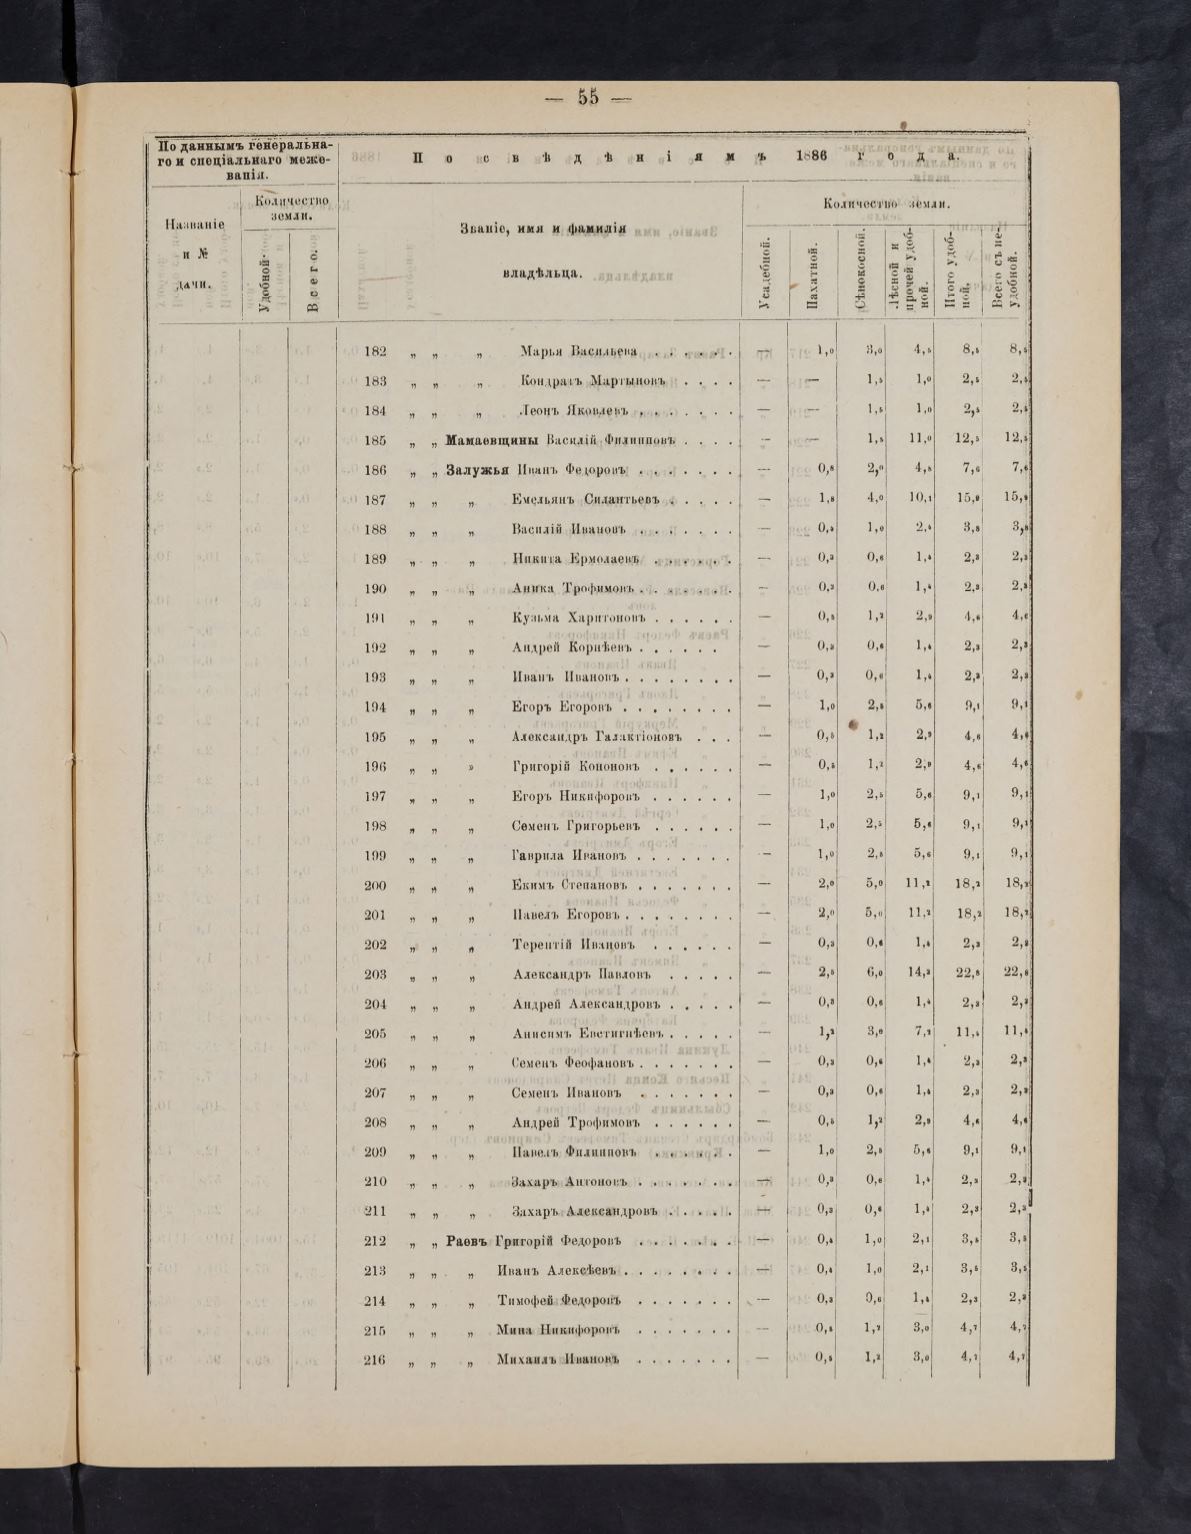 — 55 —
По даннымъ генеральна-
го и спеціальнаго меже-
ванія.
По свѣдѣніямъ 1886 года.
Названіе
и №
дачи.
Количество
земли.
Удобной.
Всего.
Званіе, имя и фамилія
владѣльца.
Количество земли.
Усадебной.
Пахатной.
Сѣнокосной.
Лѣсной и
прочей удоб-
ной.
Итого удоб-
ной.
Всего съ не-
удобной.
182 „ „ „ Марья Васильева . . . . . . — 1,0 3,0 4,5 8,5 8,5
183 „ „ „ Кондратъ Мартыновъ . . . . — — 1,5 1,0 2,5 2,5
184 „ „ „ Леонъ Яковлевъ . . . . . . . — — 1,5 1,0 2,5 2,5
185 „ „ Мамаевщины Василій Филипповъ . . . . — — 1,5 11,0 12,5 12,5
186 „ „ Залужья Иванъ Федоровъ . . . . . . . — 0,8 2,0 4,8 7,6 7,6
187 „ „ „ Емельянъ Силантьевъ . . . . . — 1,8 4,0 10,1 15,9 15,9
188 „ „ „ Василій Ивановъ . . . . . . . — 0,4 1,0 2,4 3,8 3,8
189 „ „ „ Никита Ермолаевъ . . . . . . — 0,3 0,6 1,4 2,3 2,3
190 „ „ „ Аника Трофимовъ . . . . . . . — 0,3 0,6 1,4 2,3 2,3
191 „ „ „ Кузьма Харитоновъ . . . . . . — 0,5 1,2 2,9 4,6 4,6
192 „ „ „ Андрей Корнѣевъ . . . . . . — 0,3 0,6 1,4 2,3 2,3
193 „ „ „ Иванъ Ивановъ . . . . . . . . — 0,3 0,6 1,4 2,3 2,3
194 „ „ „ Егоръ Егоровъ . . . . . . . . — 1,0 2,5 5,6 9,1 9,1
195 „ „ „ Александръ Галактіоновъ . . . — 0,5 1,2 2,9 4,6 4,6
196 „ „ » Григорій Кононовъ . . . . . . — 0,5 1,2 2,9 4,6 4,6
197 „ „ „ Егоръ Никифоровъ . . . . . . — 1,0 2,5 5,6 9,1 9,1
198 „ „ „ Семенъ Григорьевъ . . . . . . — 1,0 2,5 5,6 9,1 9,1
199 „ „ „ Гаврила Ивановъ . . . . . . . — 1,0 2,5 5,6 9,1 9,1
200 „ „ „ Екимъ Степановъ . . . . . . . — 2,0 5,0 11,2 18,2 18,2
201 „ „ „ Павелъ Егоровъ . . . . . . . . — 2,0 5,0 11,2 18,2 18,2
202 „ „ „ Терентій Ивановъ . . . . . . — 0,3 0,6 1,4 2,3 2,3
203 „ „ „ Александръ Павловъ . . . . . — 2,5 6,0 14,3 22,8 22,8
204 „ „ „ Андрей Александровъ . . . . . — 0,3 0,6 1,4 2,3 2,3
205 „ „ „ Анисимъ Евстигнѣевъ . . . . . — 1,2 3,0 7,2 11,4 11,4
206 „ „ „ Семенъ Феофановъ . . . . . . . — 0,3 0,6 1,4 2,3 2,3
207 „ „ „ Семенъ Ивановъ . . . . . . . — 0,3 0,6 1,4 2,3 2,3
208 „ „ „ Андрей Трофимовъ . . . . . . — 0,5 1,2 2,9 4,6 4,6
209 „ „ „ Павелъ Филипповъ . . . . . . — 1,0 2,5 5,6 9,1 9,1
210 „ „ „ Захаръ Антоновъ . . . . . . . — 0,3 0,6 1,4 2,3 2,3
211 „ „ „ Захаръ Александровъ . . . . . — 0,3 0,6 1,4 2,3 2,3
212 „ „ Раевъ Григорій Федоровъ . . . . . . . — 0,4 1,0 2,1 3,5 3,5
213 „ „ „ Иванъ Алексѣевъ . . . . . . . . — 0,4 1,0 2,1 3,5 3,5
214 „ „ „ Тимофей Федоровъ . . . . . . . — 0,3 0,6 1,4 2,3 2,3
215 „ „ „ Мина Никифоровъ . . . . . . . — 0,5 1,2 3,0 4,7 4,7
216 „ „ „ Михаилъ Ивановъ . . . . . . . — 0,5 1,2 3,0 4,7 4,7